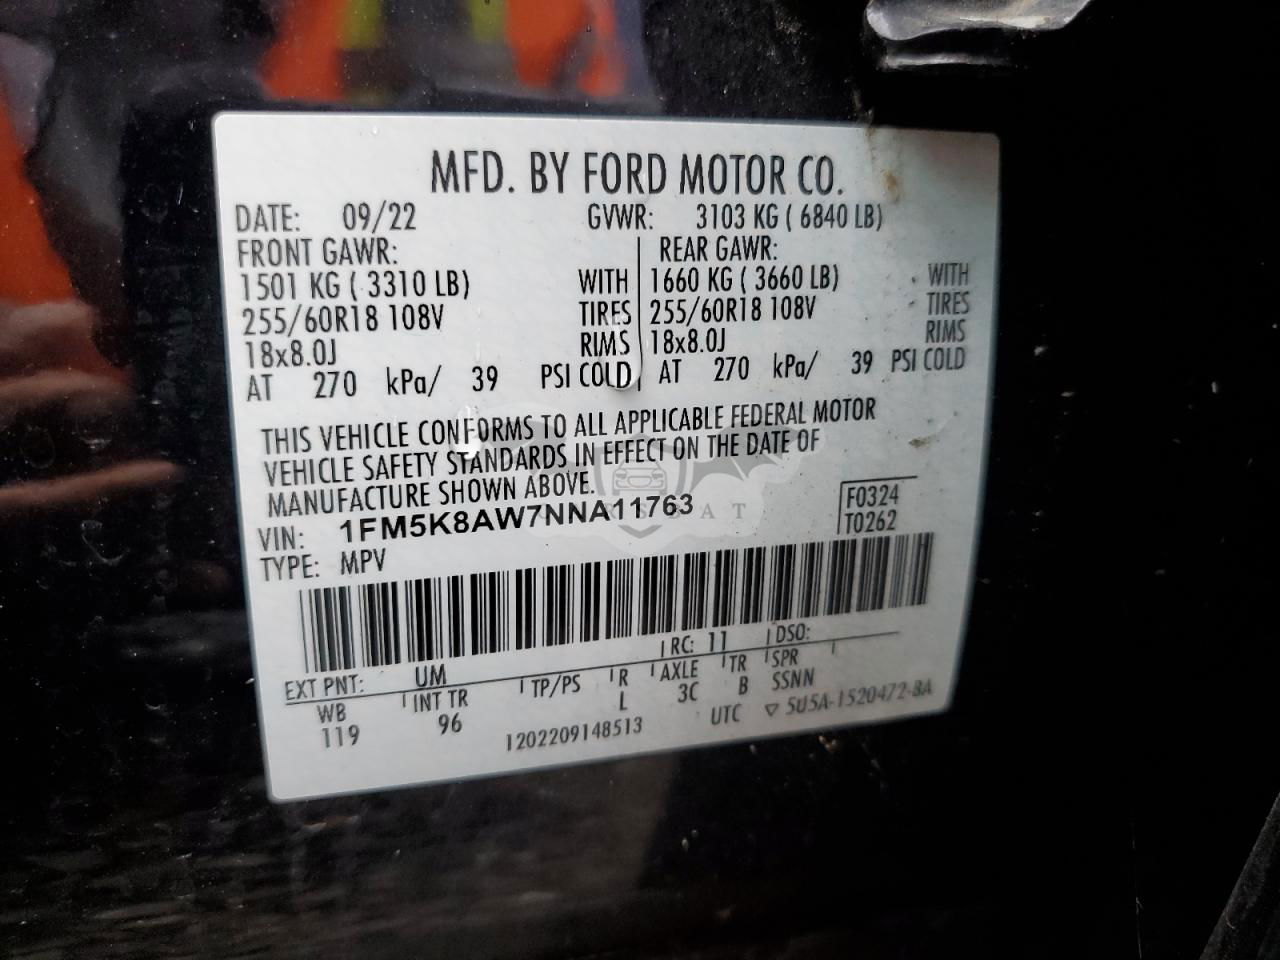 MFD. BY FORD MOTOR CO.
DATE: 09/22 GVWR: 3103 KG ( 6840 LB)
FRONT GAWR: REAR GAWR:
1501 KG ( 3310 LB) WITH 1660 KG ( 3660 LB) WITH
255/60R18 108V TIRES 255/60R18 108V TIRES
18x8.0J RIMS 18x8.0J RIMS
AT 270 kPa/ 39 PSI COLD AT 270 kPa/ 39 PSI COLD
THIS VEHICLE CONFORMS TO ALL APPLICABLE FEDERAL MOTOR
VEHICLE SAFETY STANDARDS IN EFFECT ON THE DATE OF
MANUFACTURE SHOWN ABOVE.
VIN: 1FM5K8AW7NNA11763
F0324
T0262
TYPE: MPV
RC: 11 DSO:
EXT PNT: UM
WB INT TR TP/PS R AXLE TR SPR
119 96 L 3C B SSNN
1202209148513 UTC ▽ 5U5A-1520472-BA